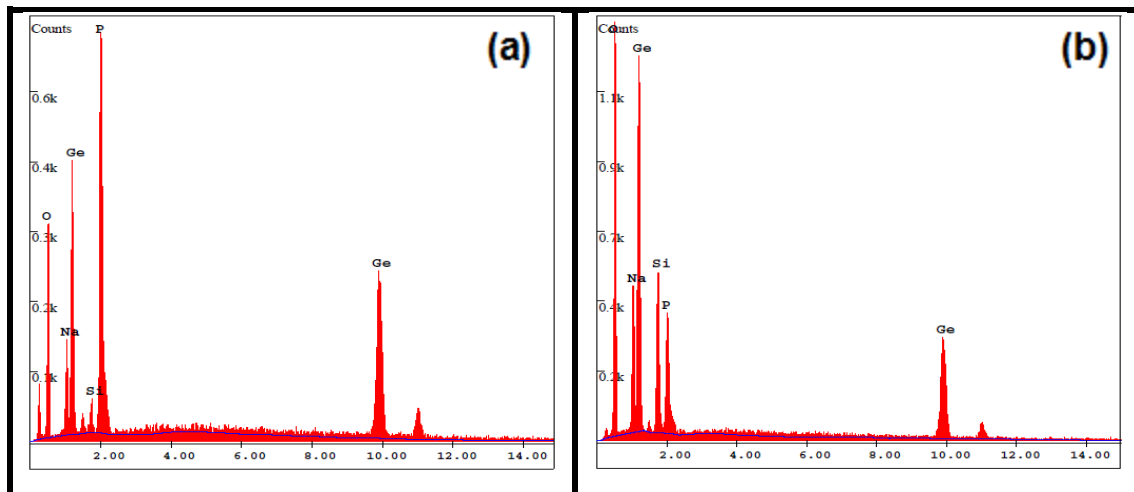 (a)
Counts
P
0.6k
Ge
0.4k
O
0.3k
Ge
0.2k
Na
Si
0.1k
2.00 4.00 6.00 8.00 10.00 12.00 14.00
(b)
Counts
O
Ge
1.1k
0.9k
0.7k
Si
Na
0.4k
P
Ge
0.2k
2.00 4.00 6.00 8.00 10.00 12.00 14.00